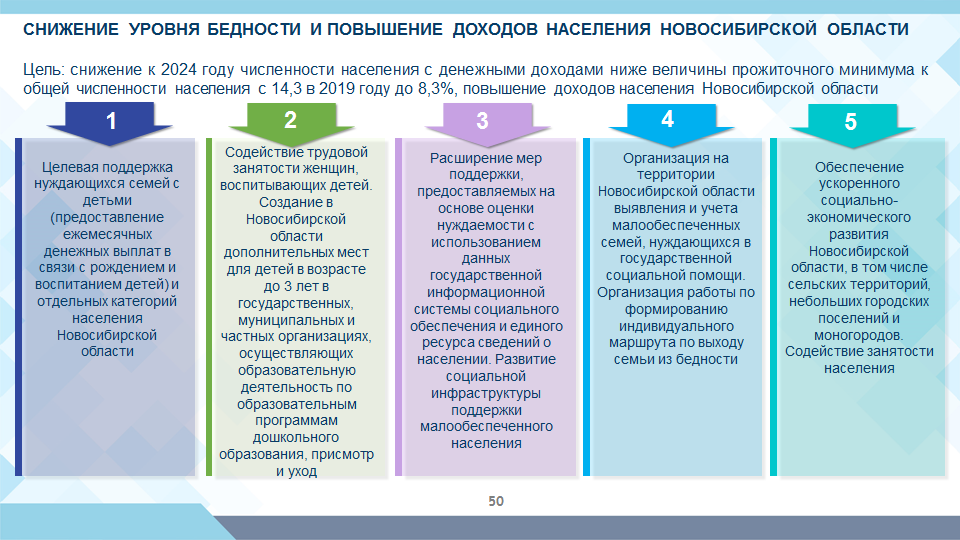 СНИЖЕНИЕ УРОВНЯ БЕДНОСТИ И ПОВЫШЕНИЕ ДОХОДОВ НАСЕЛЕНИЯ НОВОСИБИРСКОЙ ОБЛАСТИ
Цель: снижение к 2024 году численности населения с денежными доходами ниже величины прожиточного минимума к
общей численности населения с 14,3 в 2019 году до 8,3%, повышение доходов населения Новосибирской области
1
Целевая поддержка
нуждающихся семей с
детьми
(предоставление
ежемесячных
денежных выплат в
связи с рождением и
воспитанием детей) и
отдельных категорий
населения
Новосибирской
области
2
Содействие трудовой
занятости женщин,
воспитывающих детей.
Создание в
Новосибирской
области
дополнительных мест
для детей в возрасте
до 3 лет в
государственных,
муниципальных и
частных организациях,
осуществляющих
образовательную
деятельность по
образовательным
программам
дошкольного
образования, присмотр
и уход
3
Расширение мер
поддержки,
предоставляемых на
основе оценки
нуждаемости с
использованием
данных
государственной
информационной
системы социального
обеспечения и единого
ресурса сведений о
населении. Развитие
социальной
инфраструктуры
поддержки
малообеспеченного
населения
4
Организация на
территории
Новосибирской области
выявления и учета
малообеспеченных
семей, нуждающихся в
государственной
социальной помощи.
Организация работы по
формированию
индивидуального
маршрута по выходу
семьи из бедности
5
Обеспечение
ускоренного
социально-
экономического
развития
Новосибирской
области, в том числе
сельских территорий,
небольших городских
поселений и
моногородов.
Содействие занятости
населения
50